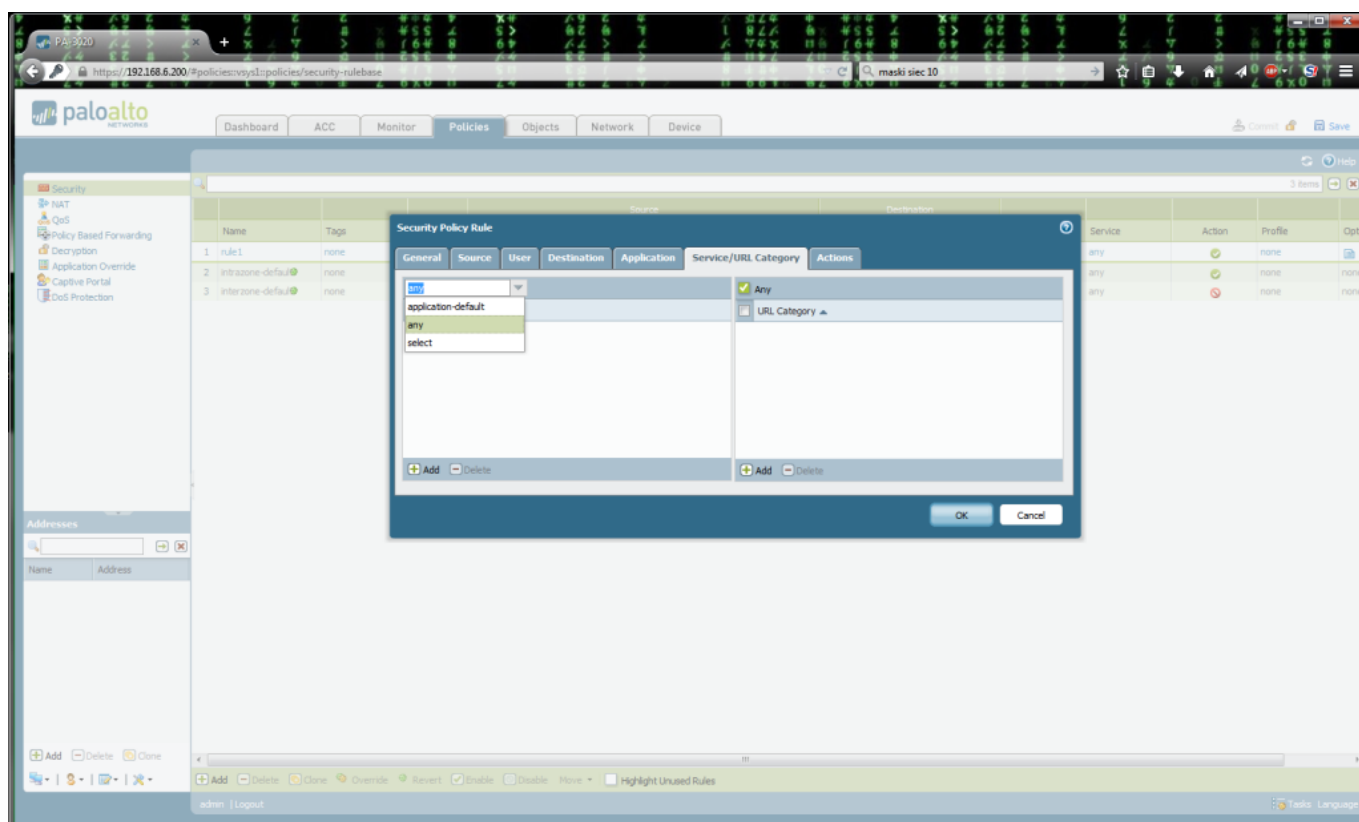 PA-3020
https://192.168.6.200/#policies::vsys1::policies/security-rulebase
maski siec 10
paloalto
NETWORKS
Dashboard ACC Monitor Policies Objects Network Device
Commit Save
Help
3 items
Security
NAT
QoS
Policy Based Forwarding
Decryption
Application Override
Captive Portal
DoS Protection
Source Destination
Name Tags Service Action Profile Opt
1 rule1 none any none
2 intrazone-defaul none any none non
3 interzone-defaul none any none non
Security Policy Rule
General Source User Destination Application Service/URL Category Actions
any
application-default
any
select
Any
URL Category
Add Delete
Add Delete
OK Cancel
Addresses
Name Address
Add Delete Clone
Add Delete Clone Override Revert Enable Disable Move Highlight Unused Rules
admin | Logout
Tasks Language